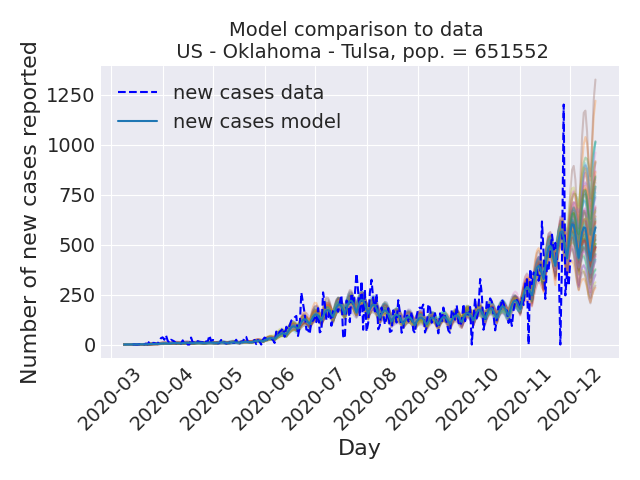 Model comparison to data
US - Oklahoma - Tulsa, pop. = 651552
Number of new cases reported
1250
1000
750
500
250
0
new cases data
new cases model
2020-03
2020-04
2020-05
2020-06
2020-07
2020-08
2020-09
2020-10
2020-11
2020-12
Day